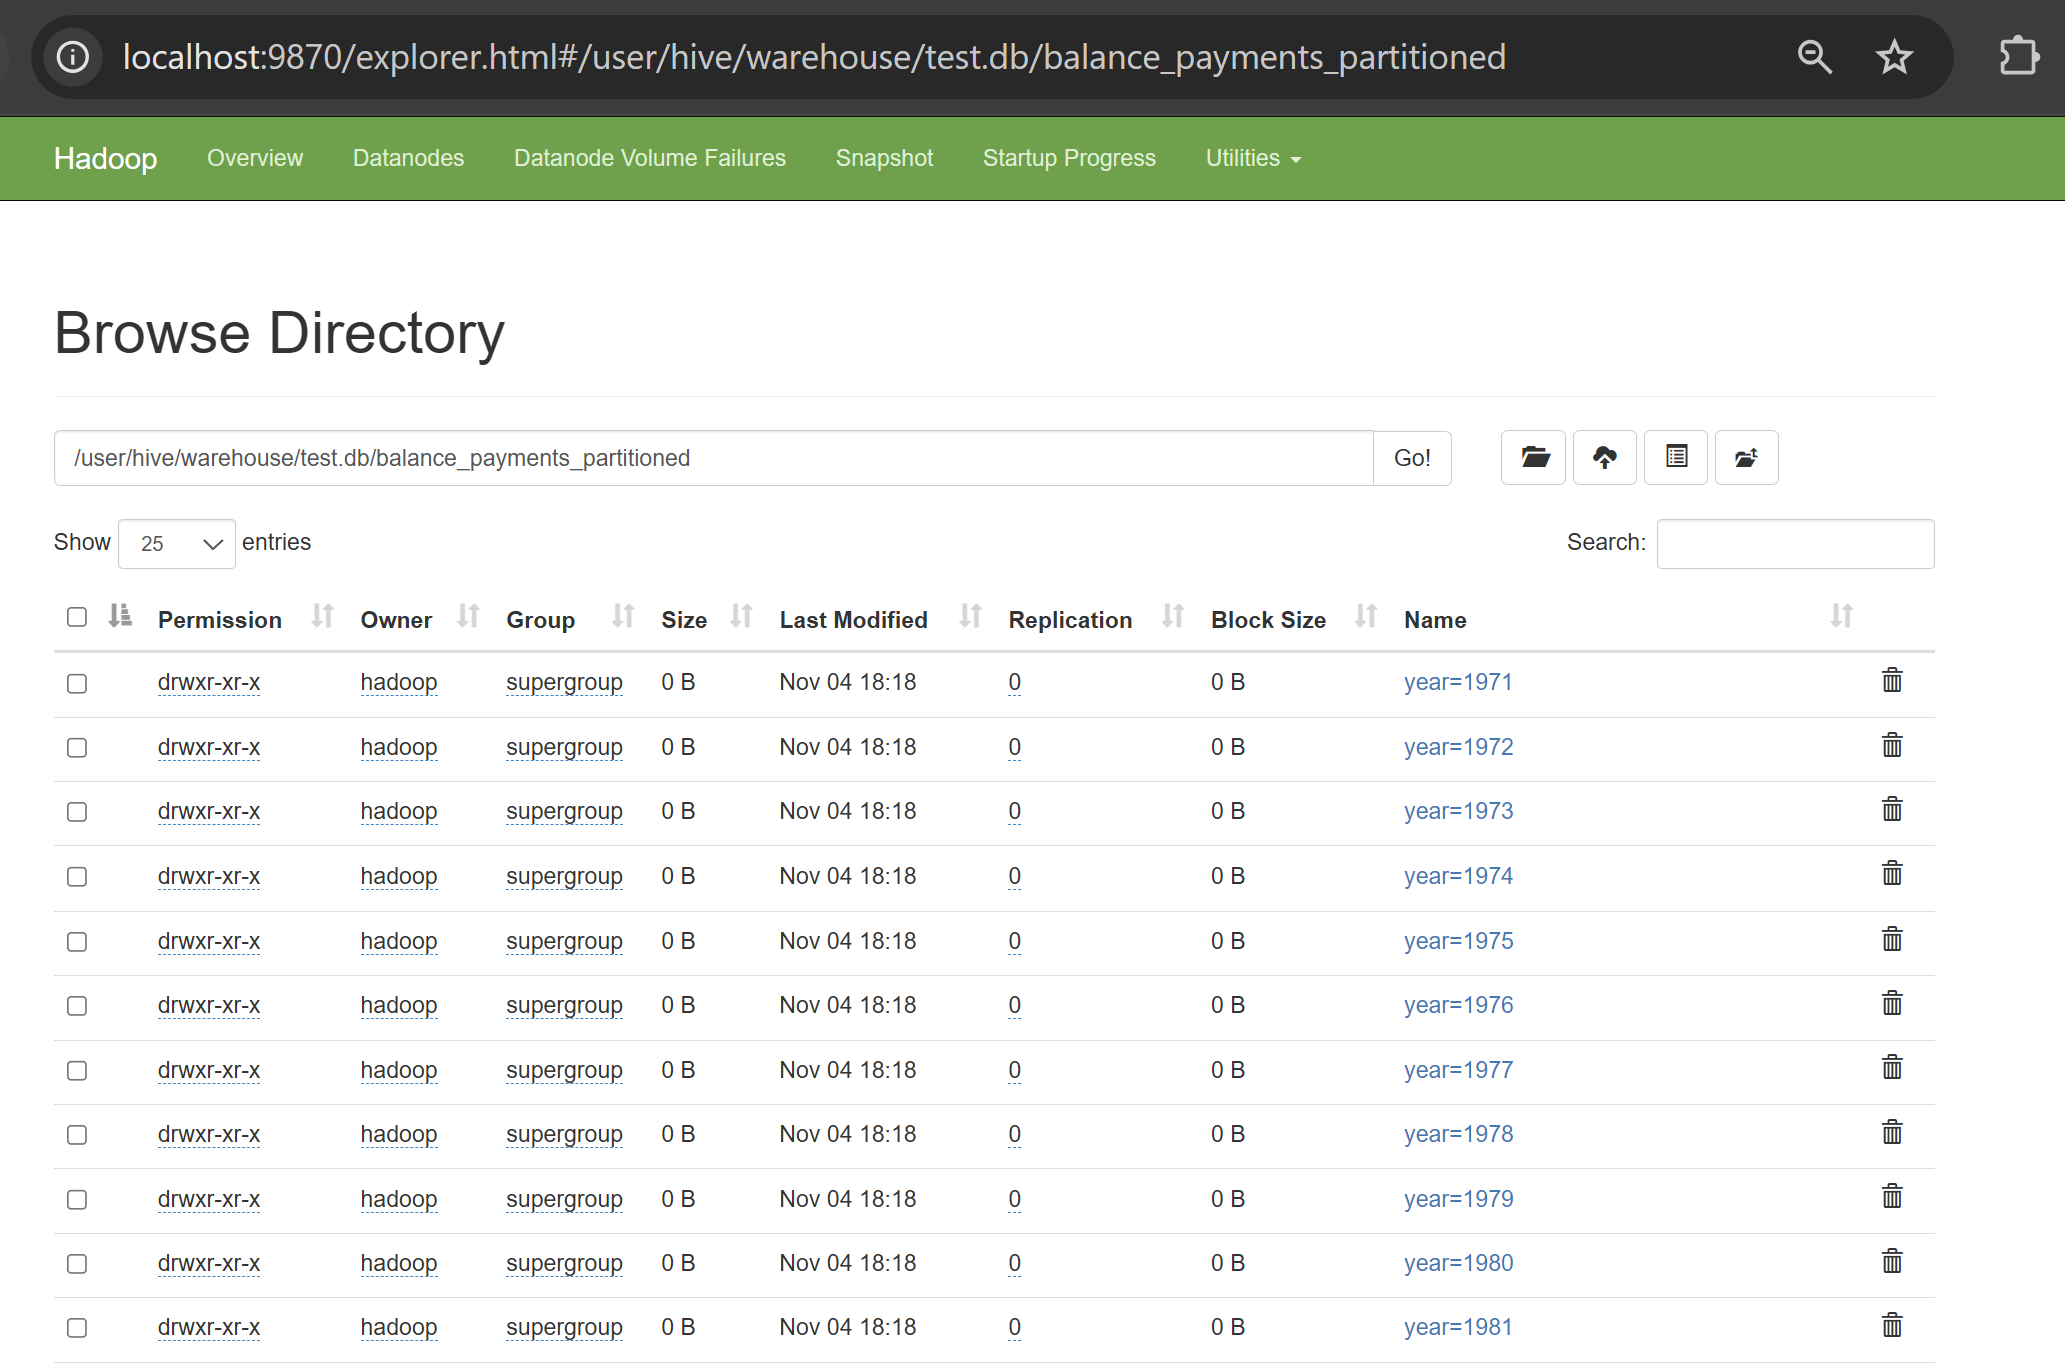 localhost:9870/explorer.html#/user/hive/warehouse/test.db/balance_payments_partitioned
Hadoop Overview Datanodes Datanode Volume Failures Snapshot Startup Progress Utilities
Browse Directory
/user/hive/warehouse/test.db/balance_payments_partitioned Go!
Show 25 entries Search:
Permission Owner Group Size Last Modified Replication Block Size Name
drwxr-xr-x hadoop supergroup 0 B Nov 04 18:18 0 0 B year=1971
drwxr-xr-x hadoop supergroup 0 B Nov 04 18:18 0 0 B year=1972
drwxr-xr-x hadoop supergroup 0 B Nov 04 18:18 0 0 B year=1973
drwxr-xr-x hadoop supergroup 0 B Nov 04 18:18 0 0 B year=1974
drwxr-xr-x hadoop supergroup 0 B Nov 04 18:18 0 0 B year=1975
drwxr-xr-x hadoop supergroup 0 B Nov 04 18:18 0 0 B year=1976
drwxr-xr-x hadoop supergroup 0 B Nov 04 18:18 0 0 B year=1977
drwxr-xr-x hadoop supergroup 0 B Nov 04 18:18 0 0 B year=1978
drwxr-xr-x hadoop supergroup 0 B Nov 04 18:18 0 0 B year=1979
drwxr-xr-x hadoop supergroup 0 B Nov 04 18:18 0 0 B year=1980
drwxr-xr-x hadoop supergroup 0 B Nov 04 18:18 0 0 B year=1981